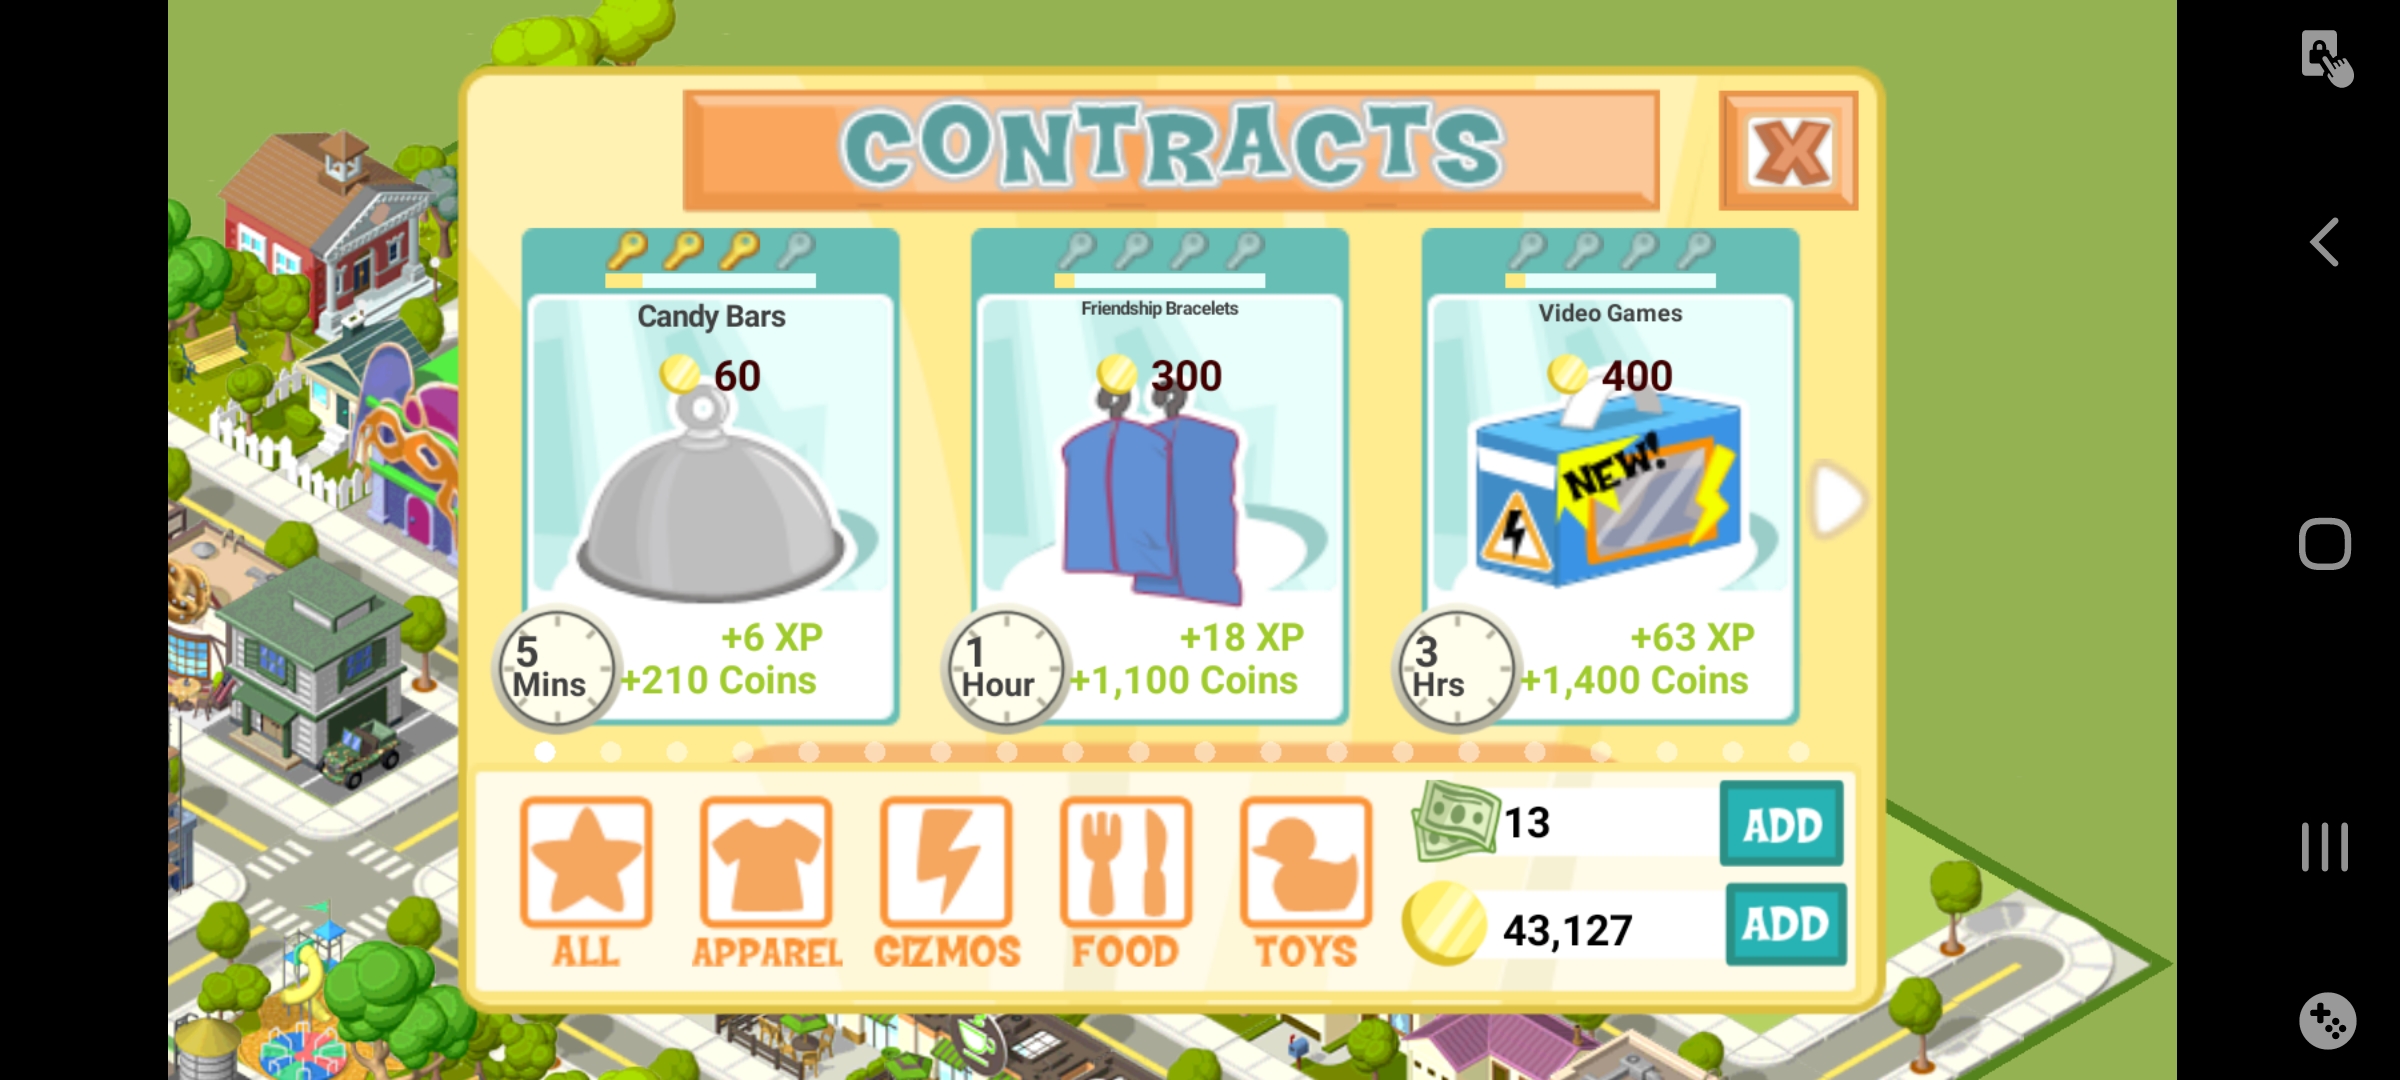 CONTRACTS
X
Candy Bars
60
5
Mins
+6 XP
+210 Coins
Friendship Bracelets
300
1
Hour
+18 XP
+1,100 Coins
Video Games
400
NEW!
3
Hrs
+63 XP
+1,400 Coins
ALL
APPAREL
GIZMOS
FOOD
TOYS
13
ADD
43,127
ADD